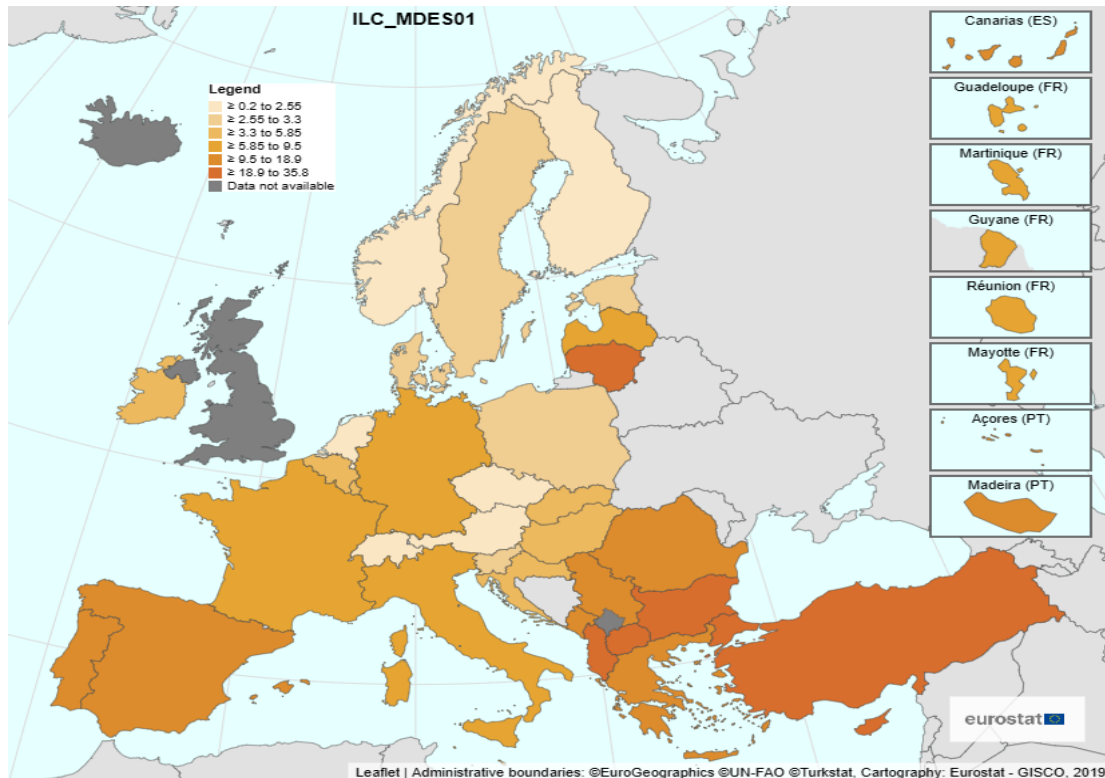 ILC_MDES01
Legend
≥ 0.2 to 2.55
≥ 2.55 to 3.3
≥ 3.3 to 5.85
≥ 5.85 to 9.5
≥ 9.5 to 18.9
≥ 18.9 to 35.8
Data not available
Canarias (ES)
Guadeloupe (FR)
Martinique (FR)
Guyane (FR)
Réunion (FR)
Mayotte (FR)
Açores (PT)
Madeira (PT)
eurostat
Leaflet | Administrative boundaries: ©EuroGeographics ©UN-FAO ©Turkstat, Cartography: Eurostat - GISCO, 2019